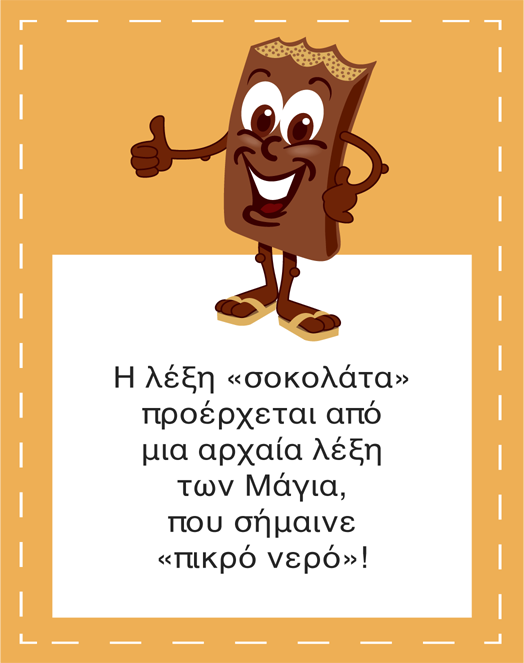 Η λέξη «σοκολάτα»
προέρχεται από
μια αρχαία λέξη
των Μάγια,
που σήμαινε
«πικρό νερό»!